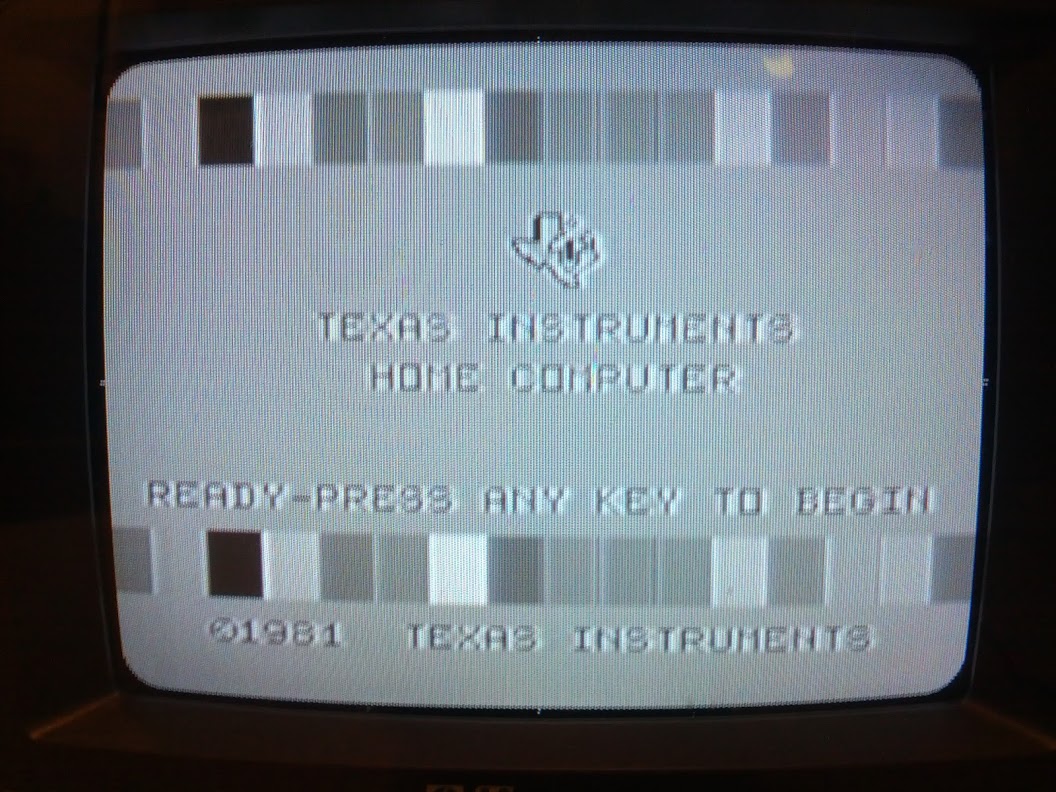 TEXAS INSTRUMENTS
HOME COMPUTER
READY-PRESS ANY KEY TO BEGIN
©1981 TEXAS INSTRUMENTS